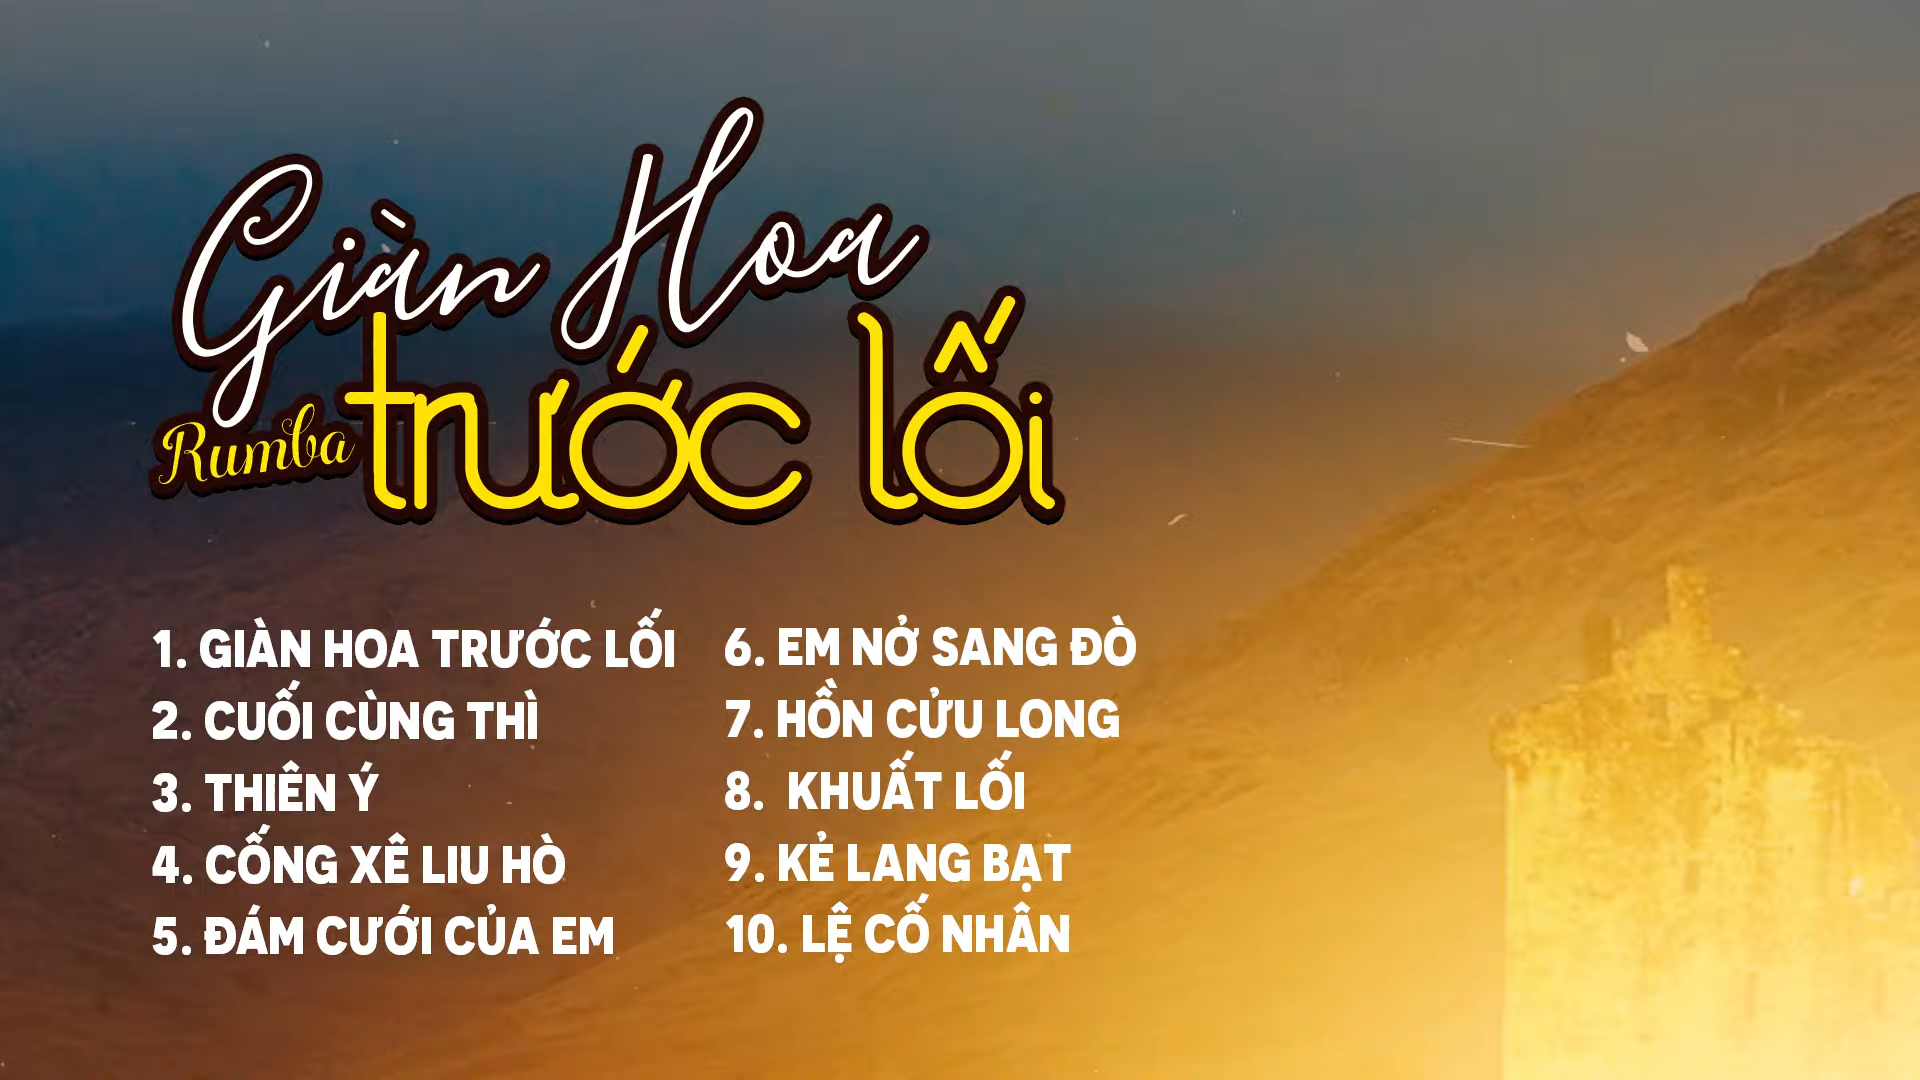 Giàn Hoa
Rumba trước lối
1. GIÀN HOA TRƯỚC LỐI
2. CUỐI CÙNG THÌ
3. THIÊN Ý
4. CỐNG XÊ LIU HÒ
5. ĐÁM CƯỚI CỦA EM
6. EM NỞ SANG ĐÒ
7. HỒN CỬU LONG
8. KHUẤT LỐI
9. KẺ LANG BẠT
10. LỆ CỐ NHÂN